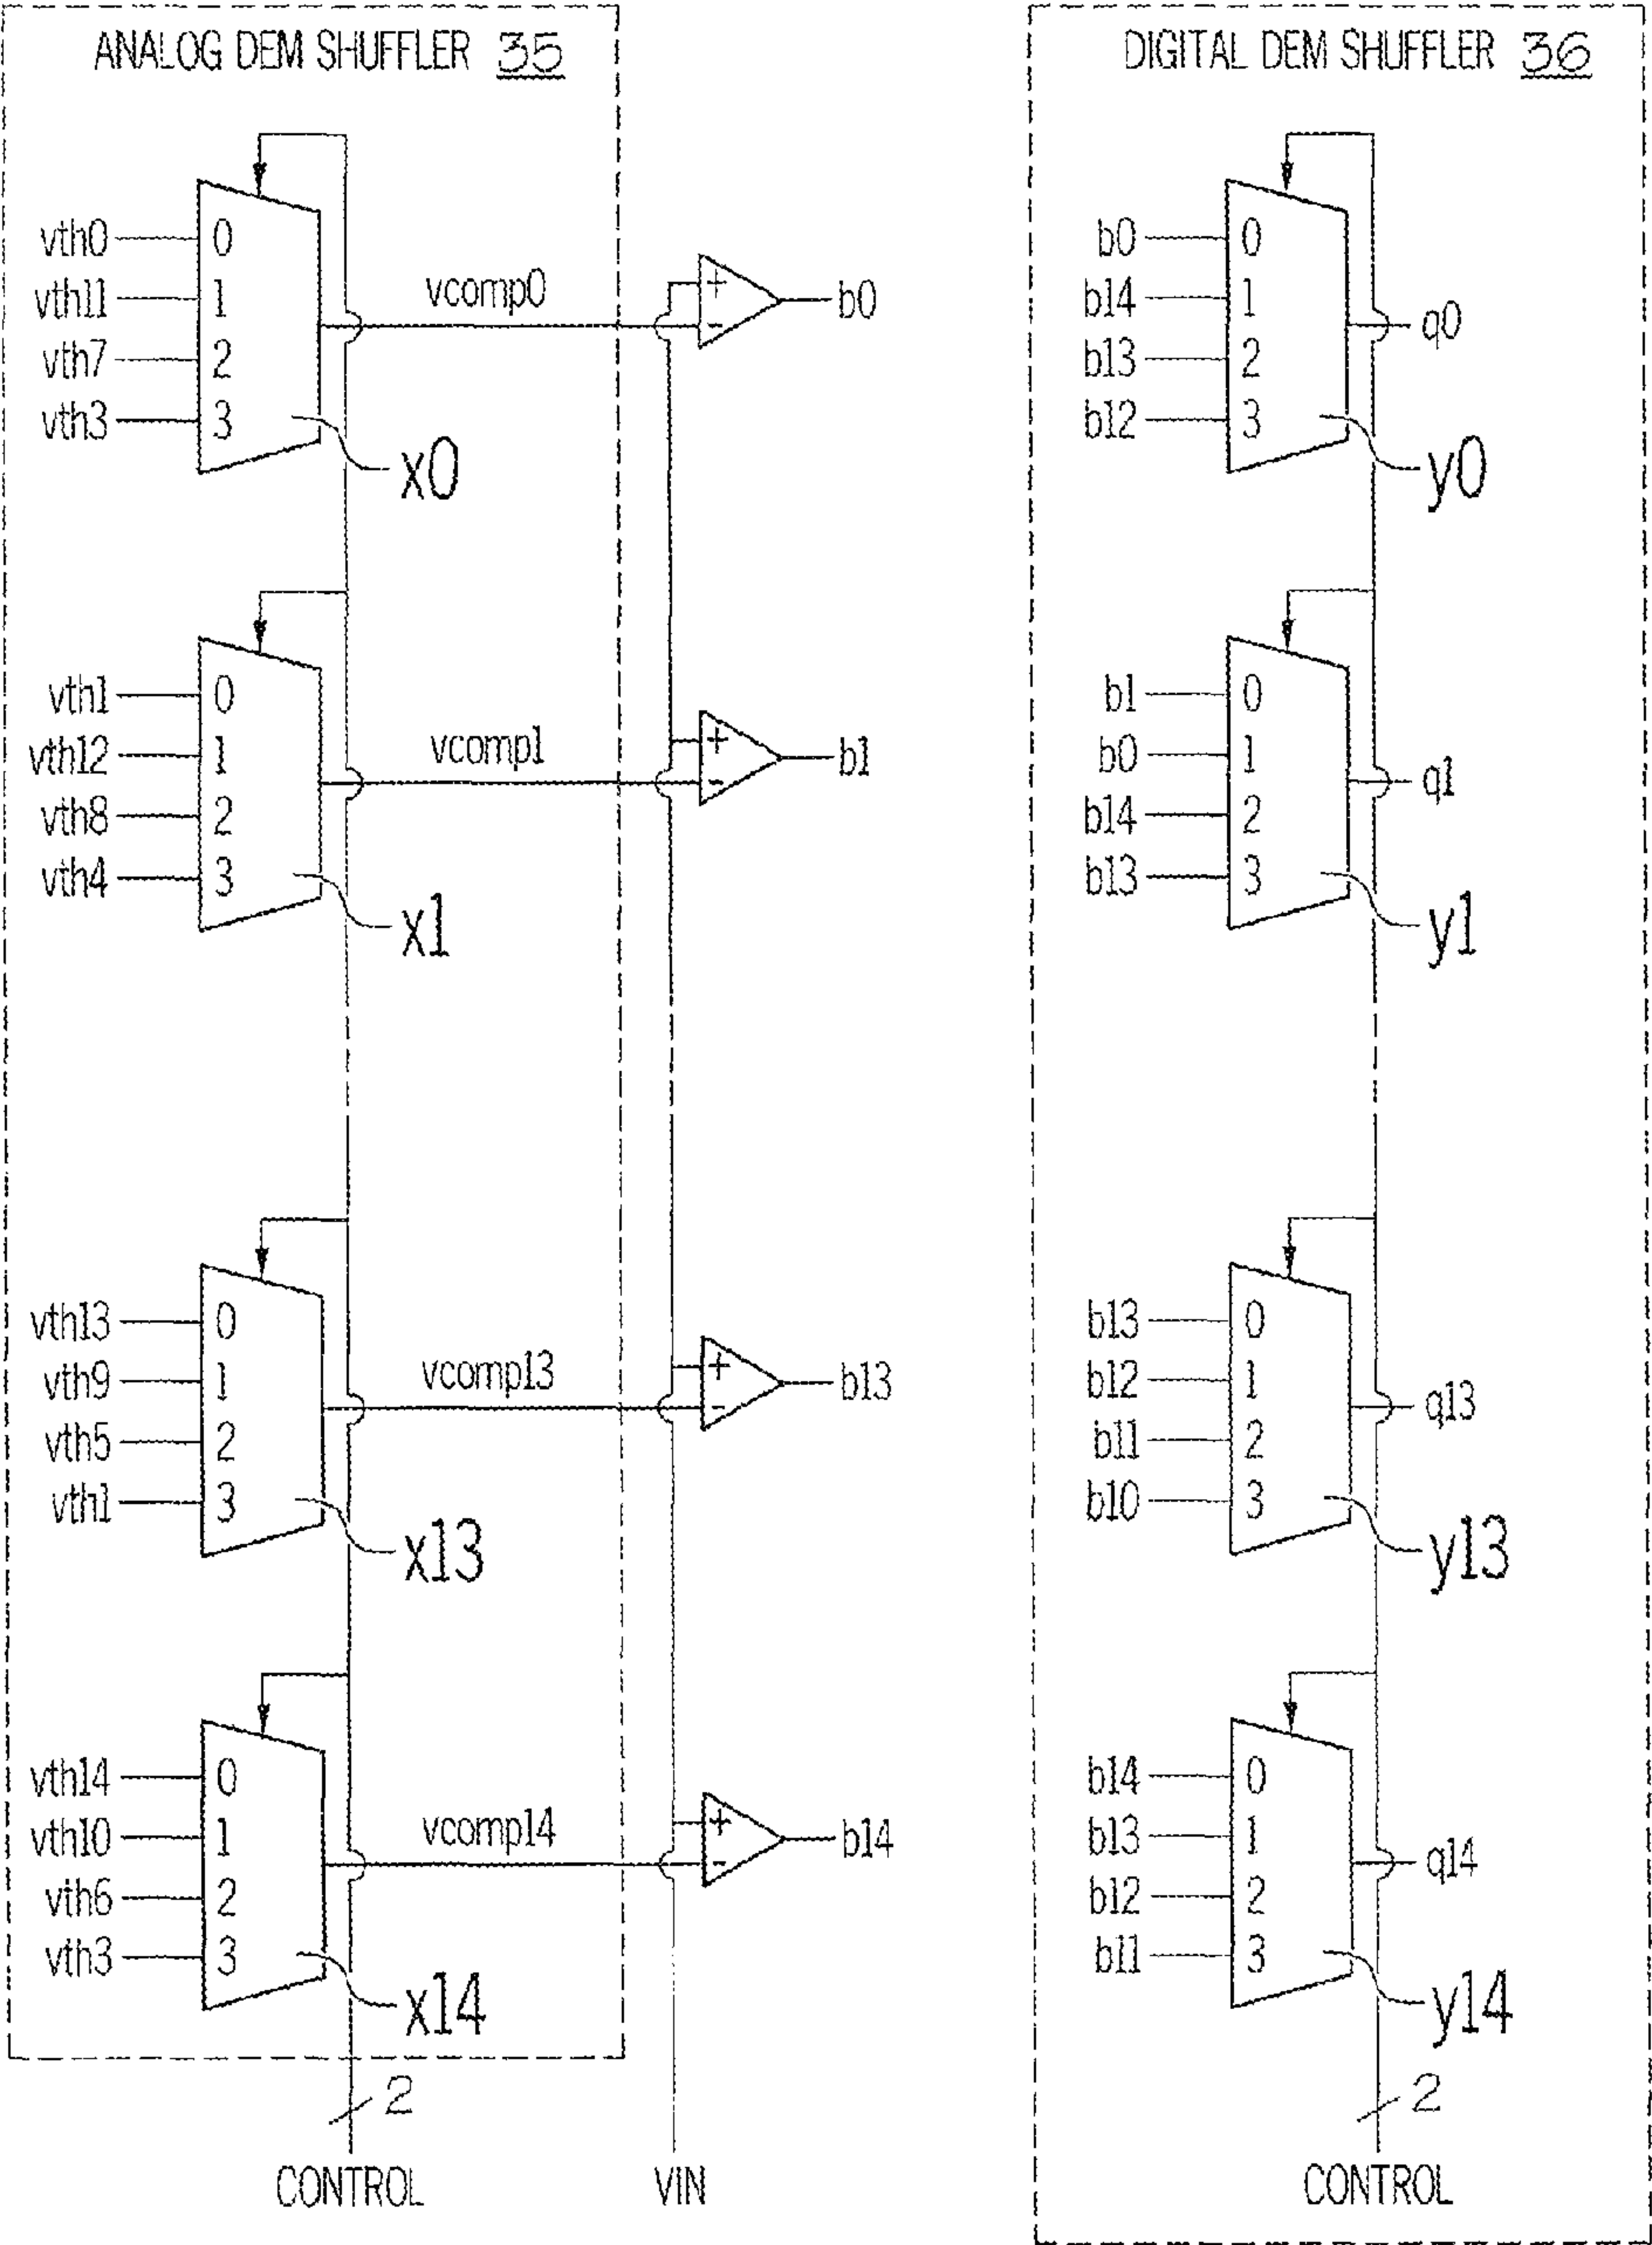 ANALOG DEM SHUFFLER 35
vth0 0
vth11 1
vth7 2
vth3 3
x0
vcomp0
+
-
b0
vth1 0
vth12 1
vth8 2
vth4 3
x1
vcomp1
+
-
b1
vth13 0
vth9 1
vth5 2
vth1 3
x13
vcomp13
+
-
b13
vth14 0
vth10 1
vth6 2
vth3 3
x14
vcomp14
+
-
b14
2
CONTROL
VIN
DIGITAL DEM SHUFFLER 36
b0 0
b14 1
b13 2
b12 3
q0
y0
b1 0
b0 1
b14 2
b13 3
q1
y1
b13 0
b12 1
b11 2
b10 3
q13
y13
b14 0
b13 1
b12 2
b11 3
q14
y14
2
CONTROL